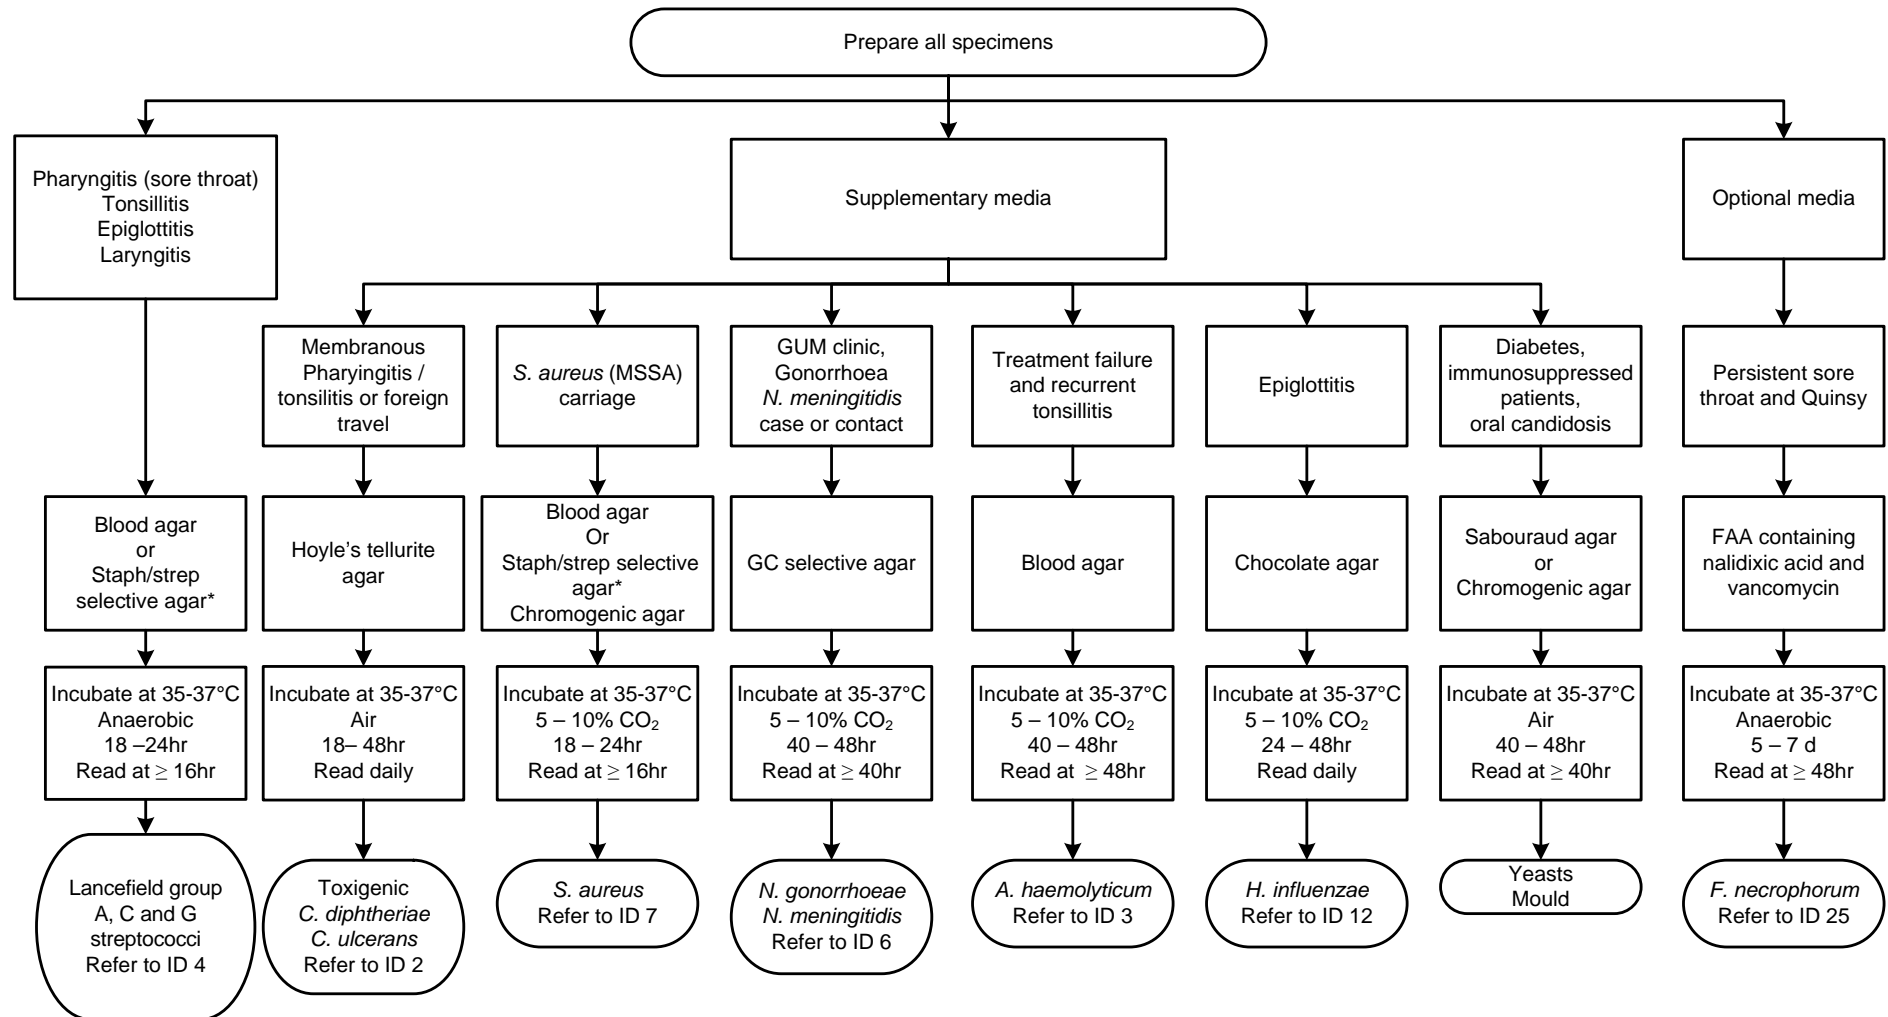 Prepare all specimens
Pharyngitis (sore throat)
Tonsillitis
Epiglottitis
Laryngitis
Supplementary media
Optional media
Membranous
Pharyingitis /
tonsilitis or foreign
travel
S. aureus (MSSA)
carriage
GUM clinic,
Gonorrhoea
N. meningitidis
case or contact
Treatment failure
and recurrent
tonsillitis
Epiglottitis
Diabetes,
immunosuppressed
patients,
oral candidosis
Persistent sore
throat and Quinsy
Blood agar
or
Staph/strep
selective agar*
Hoyle's tellurite
agar
Blood agar
Or
Staph/strep selective
agar*
Chromogenic agar
GC selective agar
Blood agar
Chocolate agar
Sabouraud agar
or
Chromogenic agar
FAA containing
nalidixic acid and
vancomycin
Incubate at 35-37°C
Anaerobic
18 –24hr
Read at ≥ 16hr
Incubate at 35-37°C
Air
18– 48hr
Read daily
Incubate at 35-37°C
5 – 10% CO₂
18 – 24hr
Read at ≥ 16hr
Incubate at 35-37°C
5 – 10% CO₂
40 – 48hr
Read at ≥ 40hr
Incubate at 35-37°C
5 – 10% CO₂
40 – 48hr
Read at ≥ 48hr
Incubate at 35-37°C
5 – 10% CO₂
24 – 48hr
Read daily
Incubate at 35-37°C
Air
40 – 48hr
Read at ≥ 40hr
Incubate at 35-37°C
Anaerobic
5 – 7 d
Read at ≥ 48hr
Lancefield group
A, C and G
streptococci
Refer to ID 4
Toxigenic
C. diphtheriae
C. ulcerans
Refer to ID 2
S. aureus
Refer to ID 7
N. gonorrhoeae
N. meningitidis
Refer to ID 6
A. haemolyticum
Refer to ID 3
H. influenzae
Refer to ID 12
Yeasts
Mould
F. necrophorum
Refer to ID 25